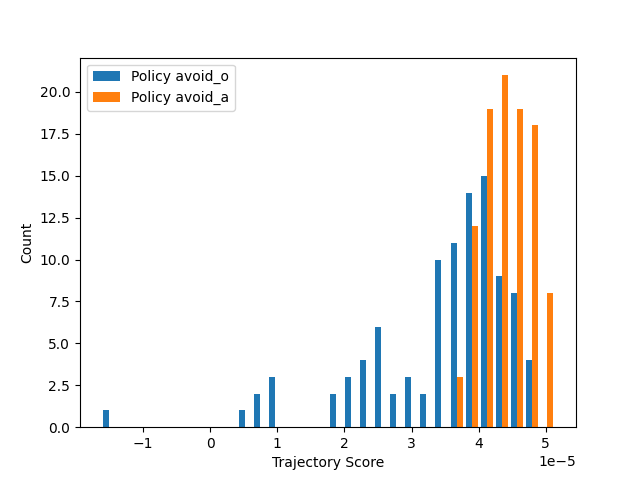 Policy avoid_o
Policy avoid_a
20.0
17.5
15.0
12.5
10.0
7.5
5.0
2.5
0.0
Count
−1 0 1 2 3 4 5
1e−5
Trajectory Score